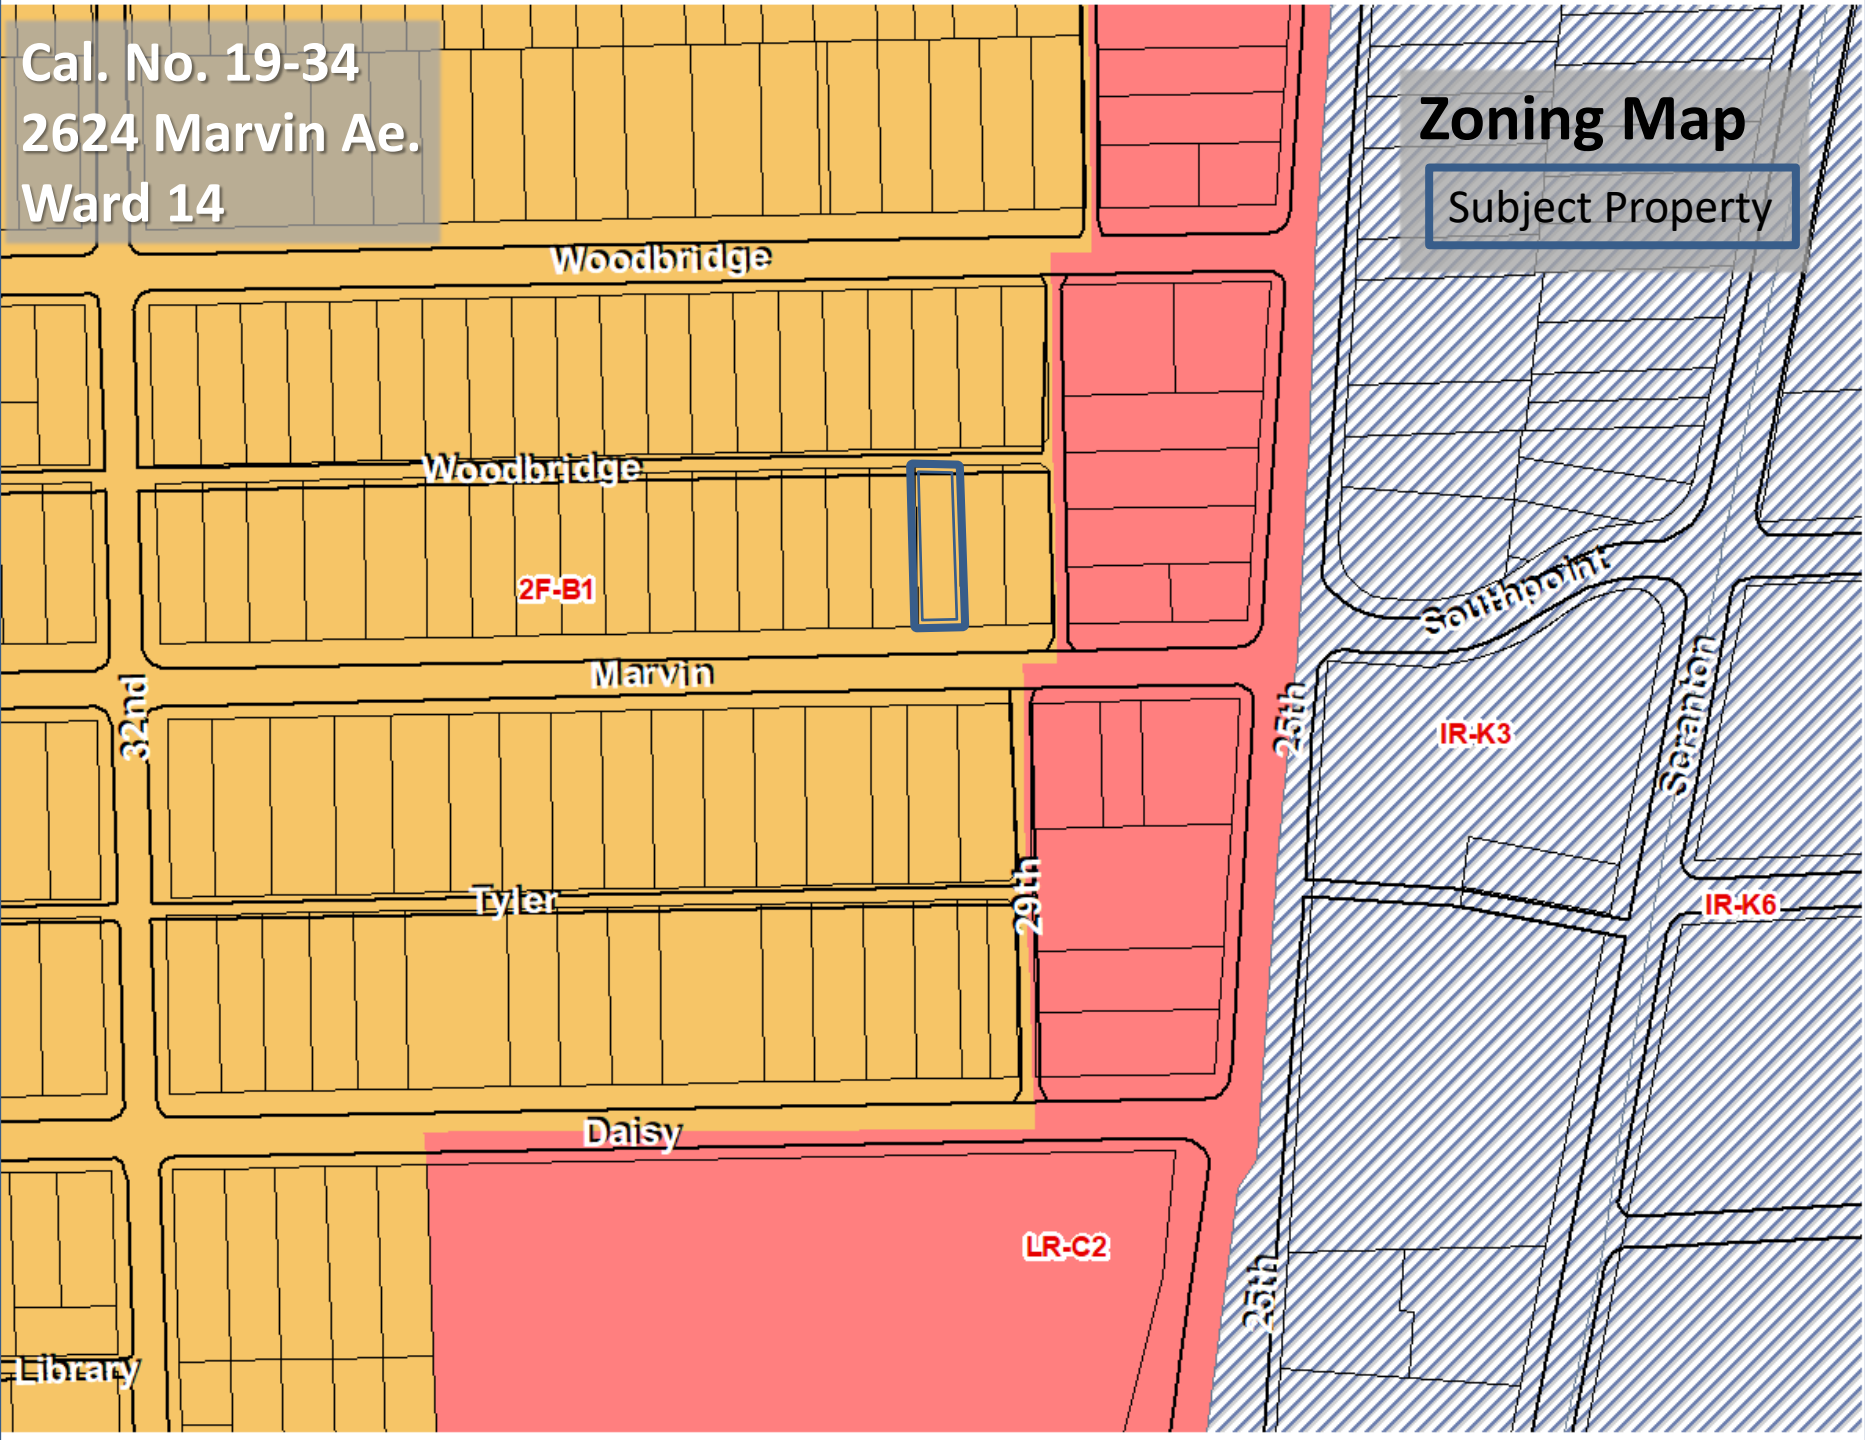 Cal. No. 19-34
2624 Marvin Ae.
Ward 14
Zoning Map
Subject Property
Woodbridge
Woodbridge
2F-B1
Southpoint
Marvin
32nd
25th
Scranton
IR-K3
Tyler
29th
IR-K6
Daisy
LR-C2
25th
Library